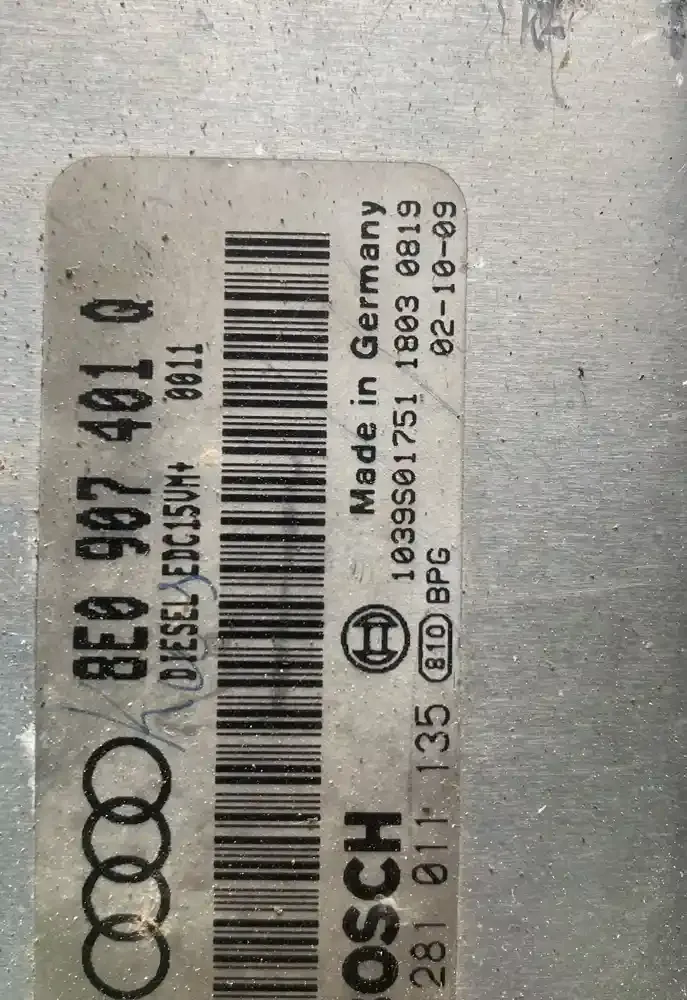 8E0 907 401 Q
DIESEL EDC15VM+ 0011
Made in Germany
OSCH 1039S01751 1803 0819
281 011 135 810 BPG 02-10-09